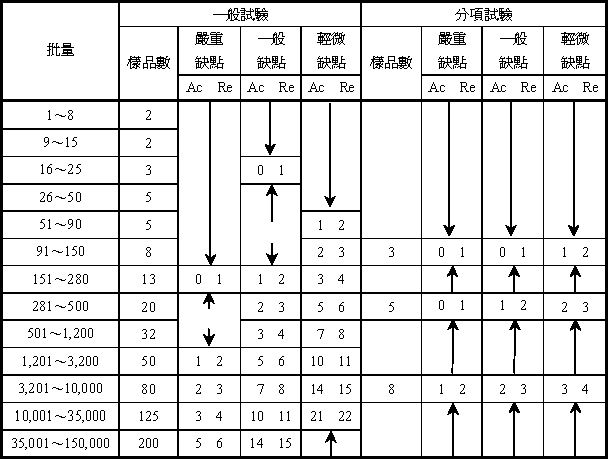 一般試驗 分項試驗
批量 樣品數 嚴重缺點 一般缺點 輕微缺點 樣品數 嚴重缺點 一般缺點 輕微缺點
Ac Re Ac Re Ac Re Ac Re Ac Re Ac Re
1～8 2
9～15 2
16～25 3 0 1
26～50 5
51～90 5 1 2
91～150 8 2 3 3 0 1 0 1 1 2
151～280 13 0 1 1 2 3 4
281～500 20 2 3 5 6 5 0 1 1 2 2 3
501～1,200 32 3 4 7 8
1,201～3,200 50 1 2 5 6 10 11
3,201～10,000 80 2 3 7 8 14 15 8 1 2 2 3 3 4
10,001～35,000 125 3 4 10 11 21 22
35,001～150,000 200 5 6 14 15